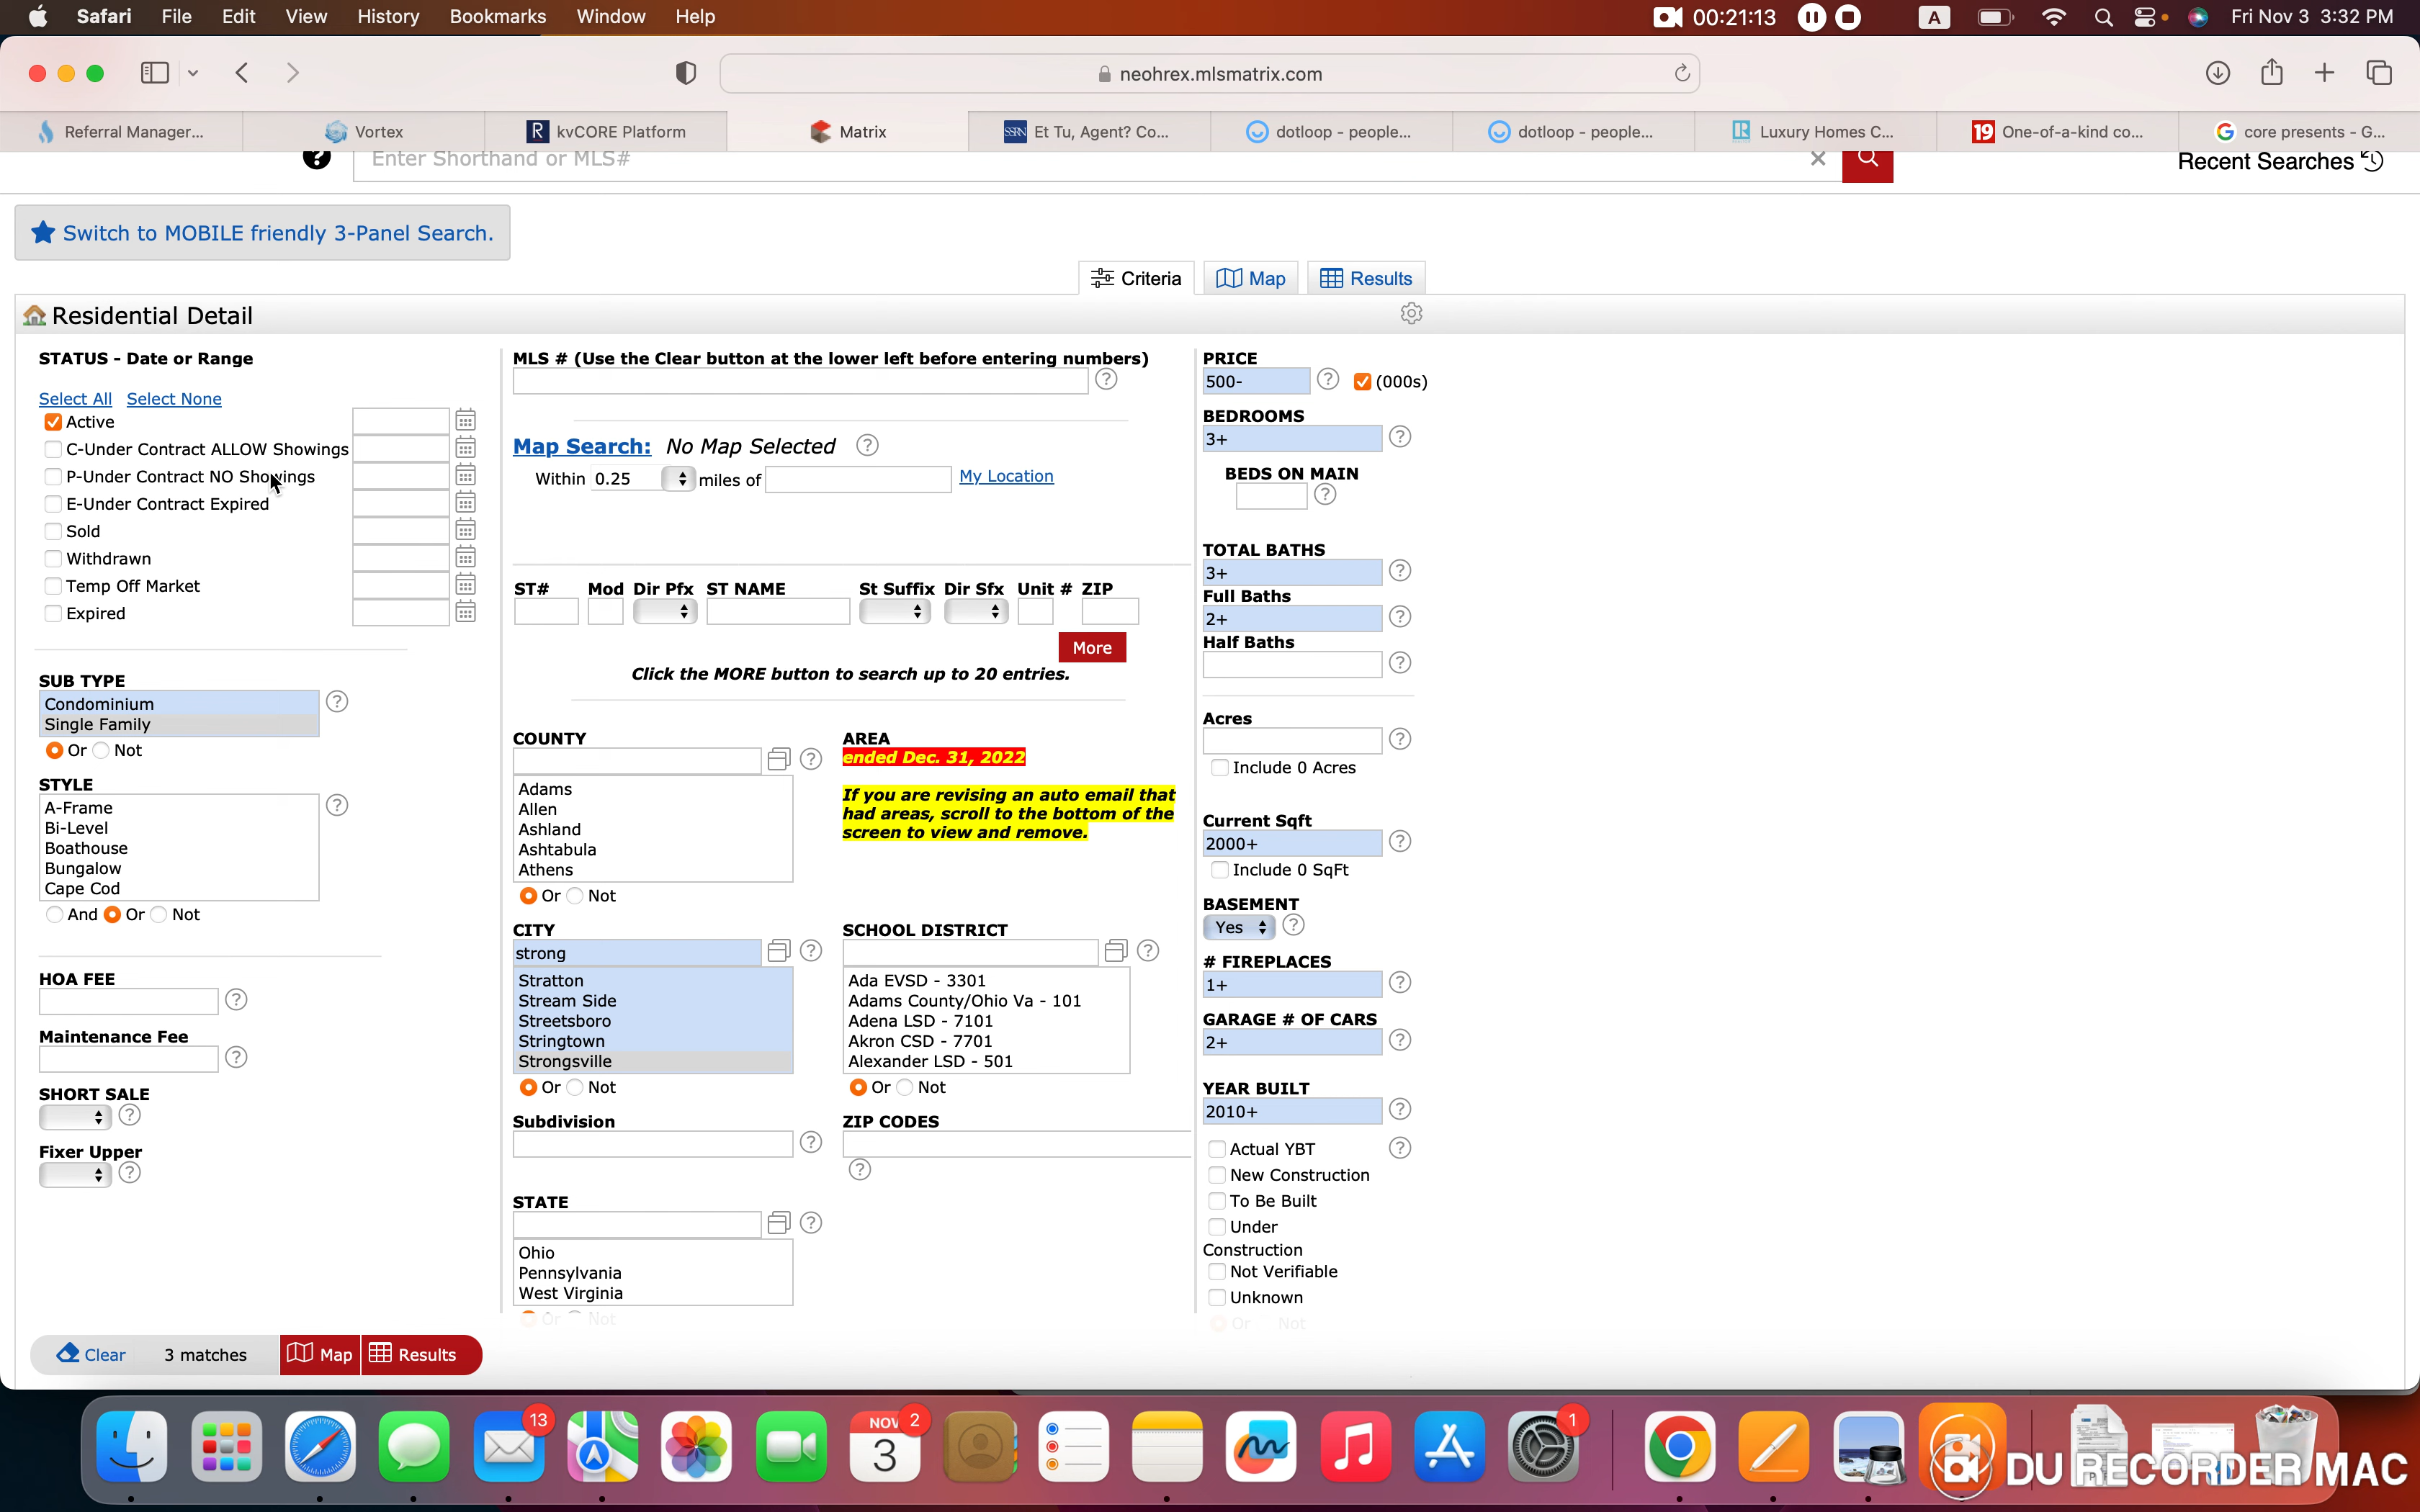 Safari File Edit View History Bookmarks Window Help 00:21:13 A Fri Nov 3 3:32 PM
neohrex.mlsmatrix.com
Referral Manager... Vortex kvCORE Platform Matrix Et Tu, Agent? Co... dotloop - people... dotloop - people... Luxury Homes C... One-of-a-kind co... core presents - G...
Enter Shorthand or MLS# Recent Searches
Switch to MOBILE friendly 3-Panel Search.
Criteria Map Results
Residential Detail
STATUS - Date or Range
Select All Select None
Active
C-Under Contract ALLOW Showings
P-Under Contract NO Showings
E-Under Contract Expired
Sold
Withdrawn
Temp Off Market
Expired
SUB TYPE
Condominium
Single Family
Or Not
STYLE
A-Frame
Bi-Level
Boathouse
Bungalow
Cape Cod
And Or Not
HOA FEE
Maintenance Fee
SHORT SALE
Fixer Upper
MLS # (Use the Clear button at the lower left before entering numbers)
Map Search: No Map Selected
Within 0.25 miles of My Location
ST# Mod Dir Pfx ST NAME St Suffix Dir Sfx Unit # ZIP
More
Click the MORE button to search up to 20 entries.
COUNTY
Adams
Allen
Ashland
Ashtabula
Athens
Or Not
AREA
ended Dec. 31, 2022
If you are revising an auto email that
had areas, scroll to the bottom of the
screen to view and remove.
CITY
strong
Stratton
Stream Side
Streetsboro
Stringtown
Strongsville
Or Not
SCHOOL DISTRICT
Ada EVSD - 3301
Adams County/Ohio Va - 101
Adena LSD - 7101
Akron CSD - 7701
Alexander LSD - 501
Or Not
Subdivision
ZIP CODES
STATE
Ohio
Pennsylvania
West Virginia
Or Not
PRICE
500- (000s)
BEDROOMS
3+
BEDS ON MAIN
TOTAL BATHS
3+
Full Baths
2+
Half Baths
Acres
Include 0 Acres
Current Sqft
2000+
Include 0 SqFt
BASEMENT
Yes
# FIREPLACES
1+
GARAGE # OF CARS
2+
YEAR BUILT
2010+
Actual YBT
New Construction
To Be Built
Under
Construction
Not Verifiable
Unknown
Or Not
Clear 3 matches Map Results
13 NOV 2 3 1
DU RECORDER MAC